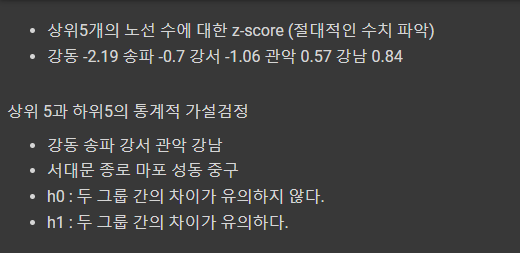 상위5개의 노선 수에 대한 z-score (절대적인 수치 파악)
강동 -2.19 송파 -0.7 강서 -1.06 관악 0.57 강남 0.84
상위 5과 하위5의 통계적 가설검정
강동 송파 강서 관악 강남
서대문 종로 마포 성동 중구
h0 : 두 그룹 간의 차이가 유의하지 않다.
h1 : 두 그룹 간의 차이가 유의하다.